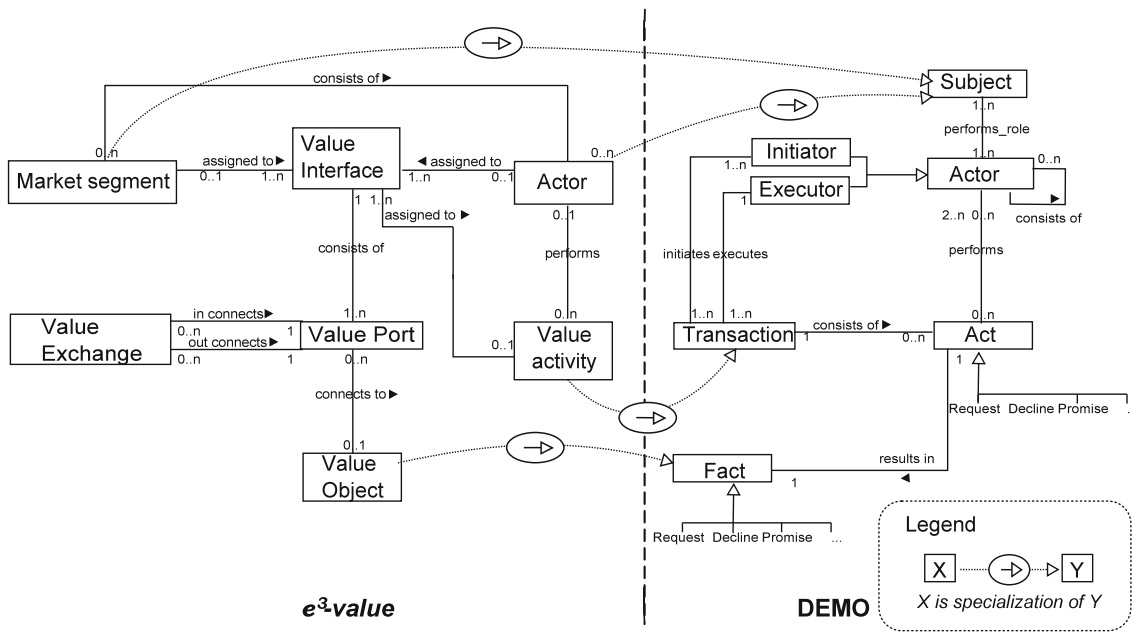 consists of ►
Subject
1..n
performs_role
1..n
0..n
Value
Interface
Initiator
1..n
0..n
0..n
assigned to ►
◄ assigned to
Market segment
0..1
1..n
1..n
0..1
Actor
Executor
1
Actor
consists of
1
1..n
assigned to ►
0..1
2..n
0..n
consists of
performs
initiates
executes
performs
in connects►
1..n
0..n
1..n
1..n
0..n
Value
Exchange
0..n
1
Value Port
out connects ►
0..n
1
0..n
0..1
Value
activity
Transaction
consists of ►
1
0..n
Act
1
connects to►
Request
Decline
Promise
.
0..1
Value
Object
Fact
results in
◄
1
Request
Decline
Promise
...
Legend
X
Y
X is specialization of Y
e³-value
DEMO